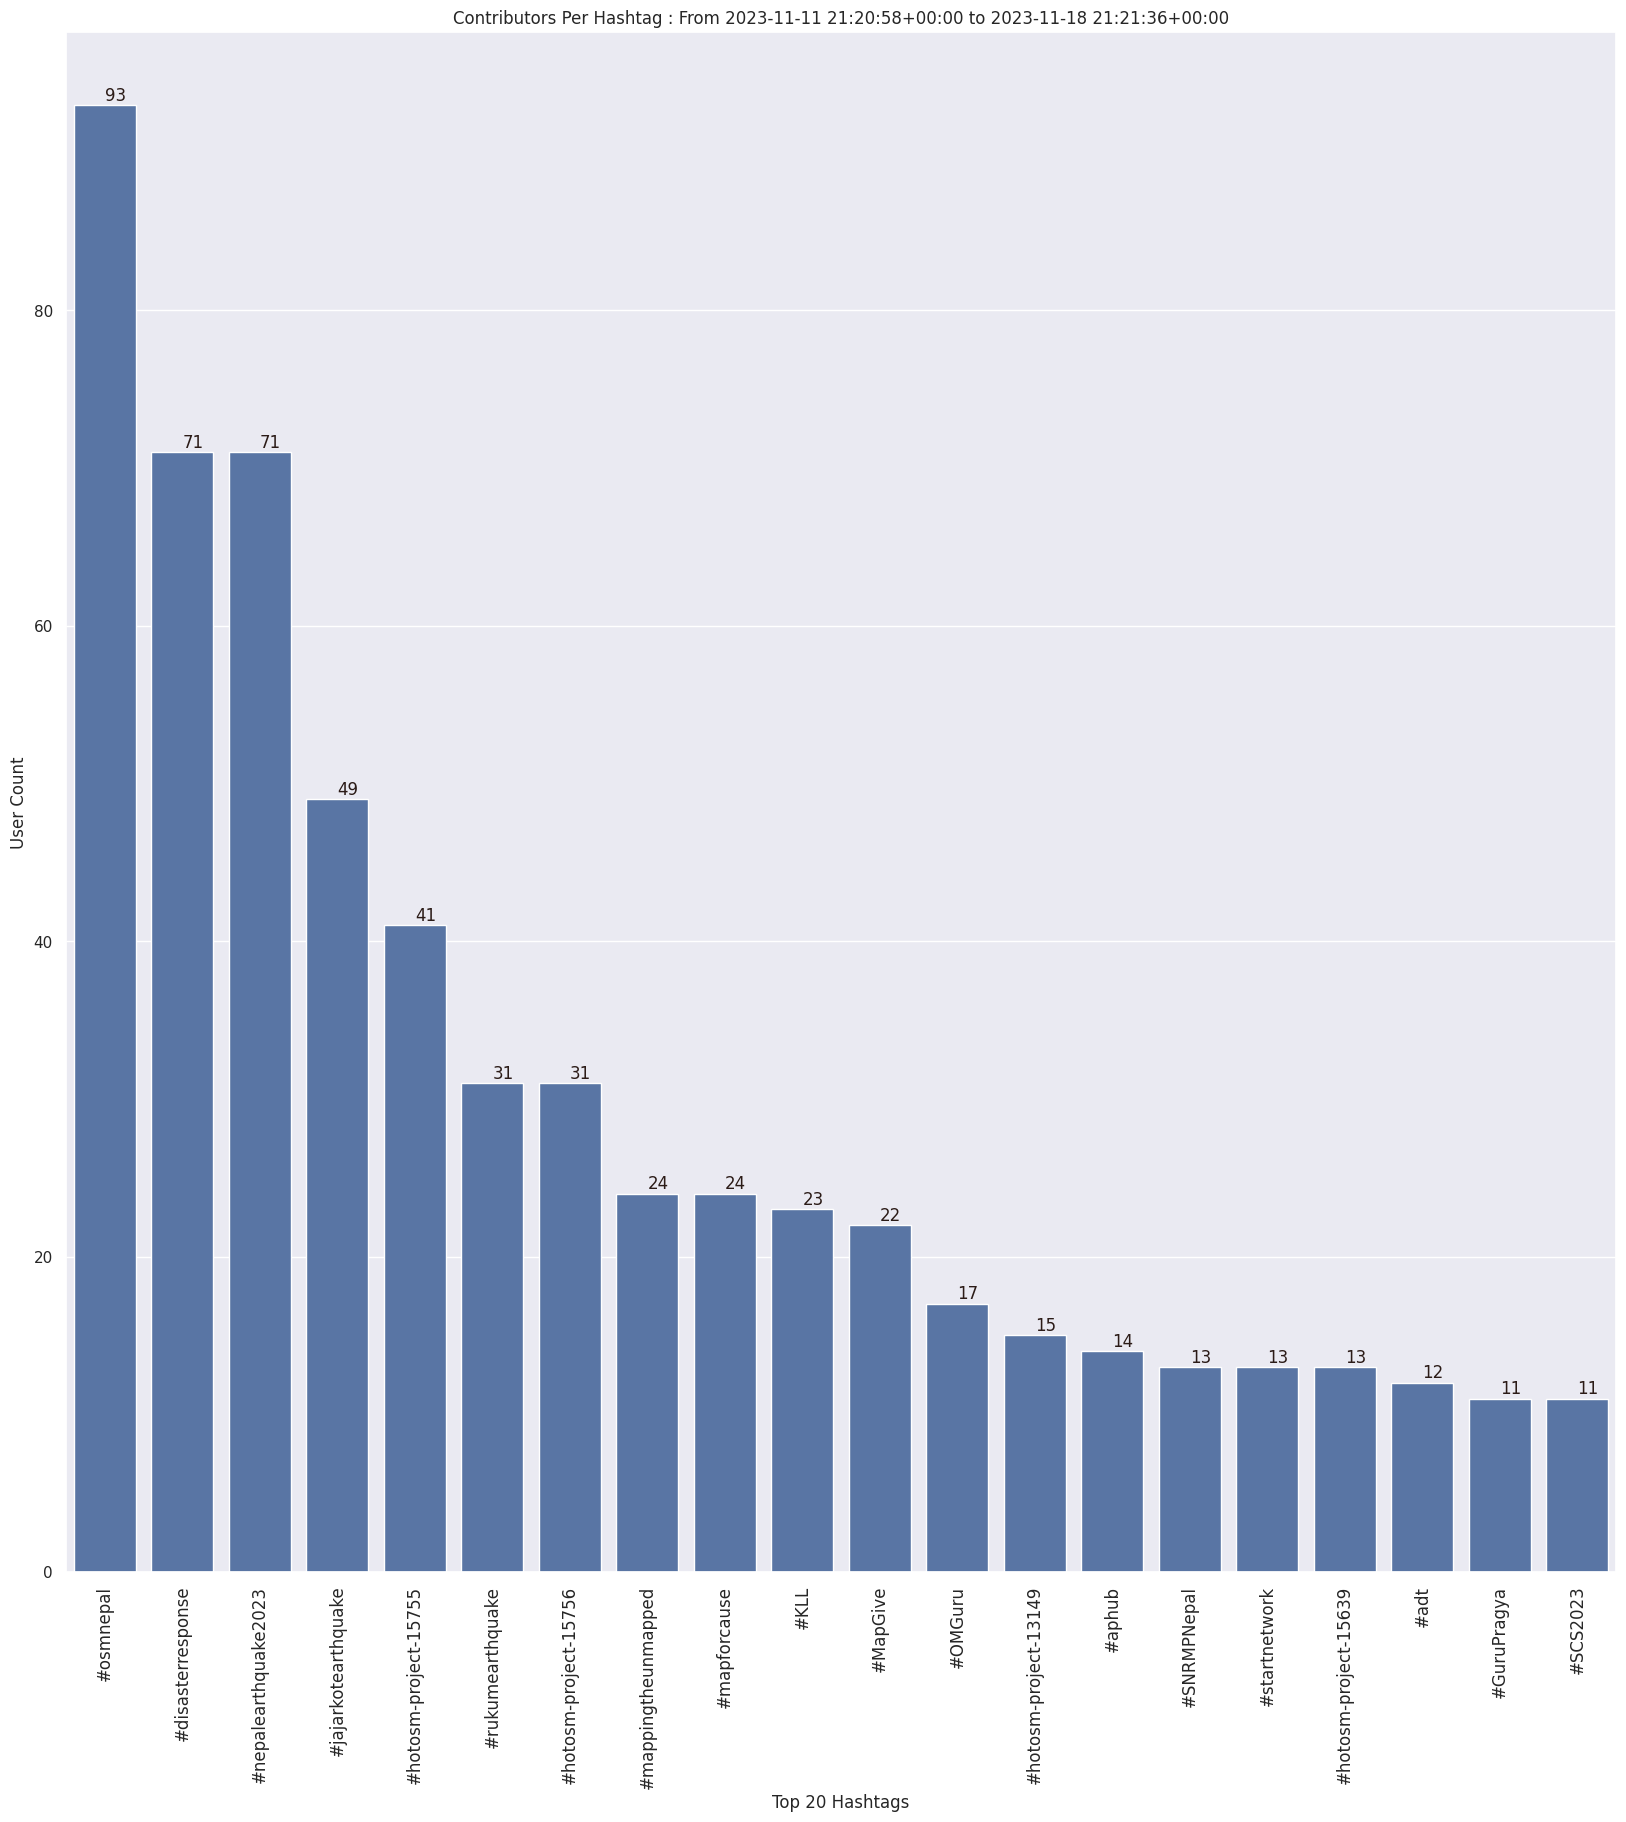 Contributors Per Hashtag : From 2023-11-11 21:20:58+00:00 to 2023-11-18 21:21:36+00:00
User Count
80
60
40
20
0
93
71
71
49
41
31
31
24
24
23
22
17
15
14
13
13
13
12
11
11
#osmnepal
#disasterresponse
#nepalearthquake2023
#jajarkotearthquake
#hotosm-project-15755
#rukumearthquake
#hotosm-project-15756
#mappingtheunmapped
#mapforcause
#KLL
#MapGive
#OMGuru
#hotosm-project-13149
#aphub
#SNRMPNepal
#startnetwork
#hotosm-project-15639
#adt
#GuruPragya
#SCS2023
Top 20 Hashtags